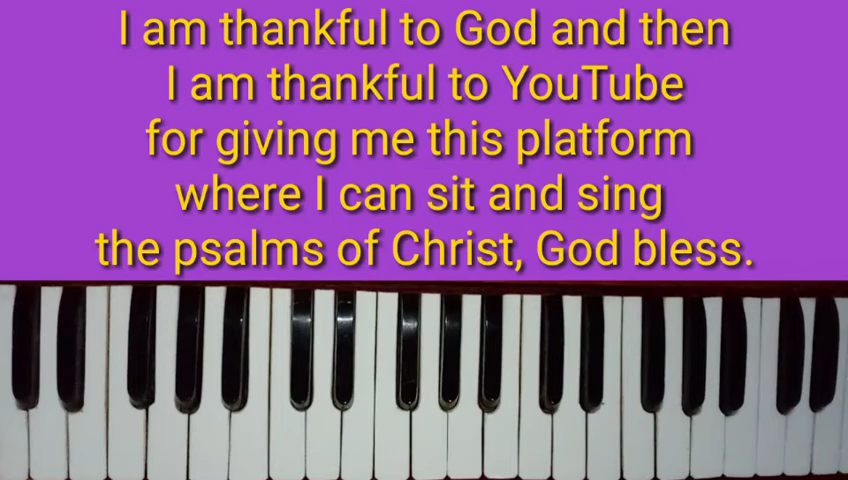 I am thankful to God and then
I am thankful to YouTube
for giving me this platform
where I can sit and sing
the psalms of Christ, God bless.